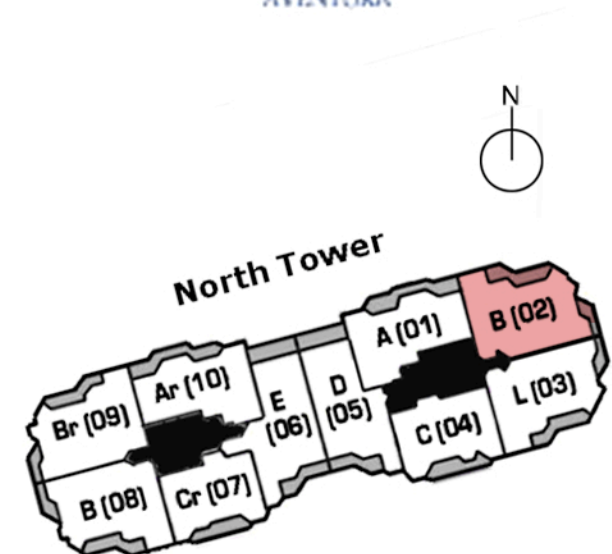 N
North Tower
B (02)
A (01)
L (03)
Ar (10)
D
(05)
E
(06)
C (04)
Br (09)
Cr (07)
B (08)